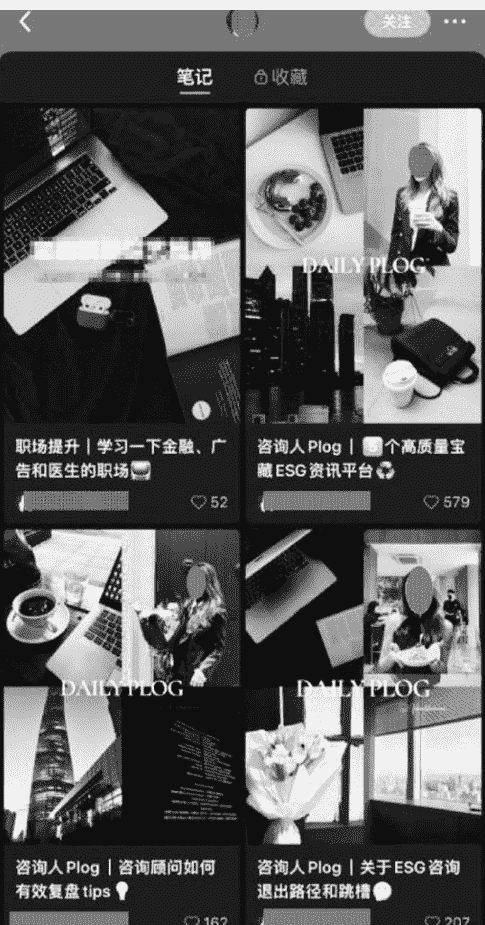 关注
笔记
收藏
DAILY PLOG
职场提升｜学习一下金融、广
告和医生的职场
52
咨询人Plog｜5个高质量宝
藏ESG资讯平台
579
DAILY PLOG
DAILY PLOG
咨询人Plog｜咨询顾问如何
有效复盘tips
162
咨询人Plog｜关于ESG咨询
退出路径和跳槽
207